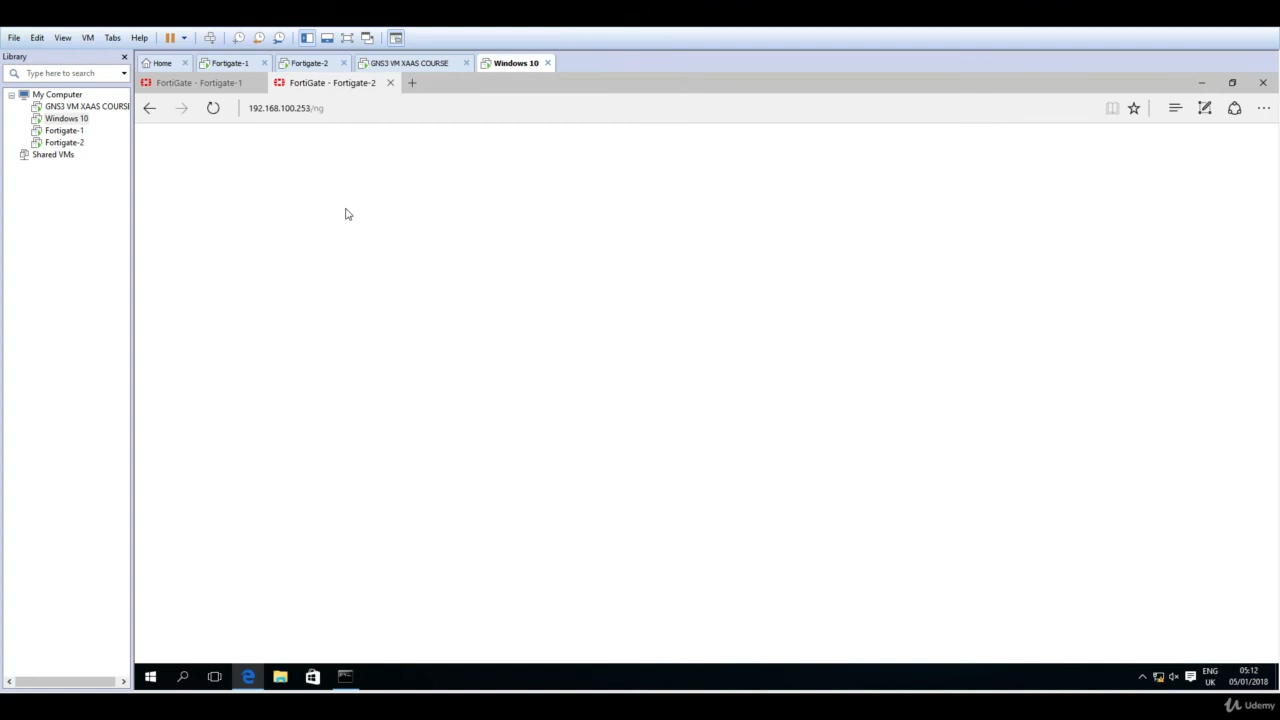 File Edit View VM Tabs Help
Library
Home Fortigate-1 Fortigate-2 GNS3 VM XAAS COURSE Windows 10
Type here to search
FortiGate - Fortigate-1 FortiGate - Fortigate-2
My Computer
GNS3 VM XAAS COURS
Windows 10
Fortigate-1
Fortigate-2
Shared VMs
192.168.100.253/ng
ENG
UK
05:12
05/01/2018
Udemy